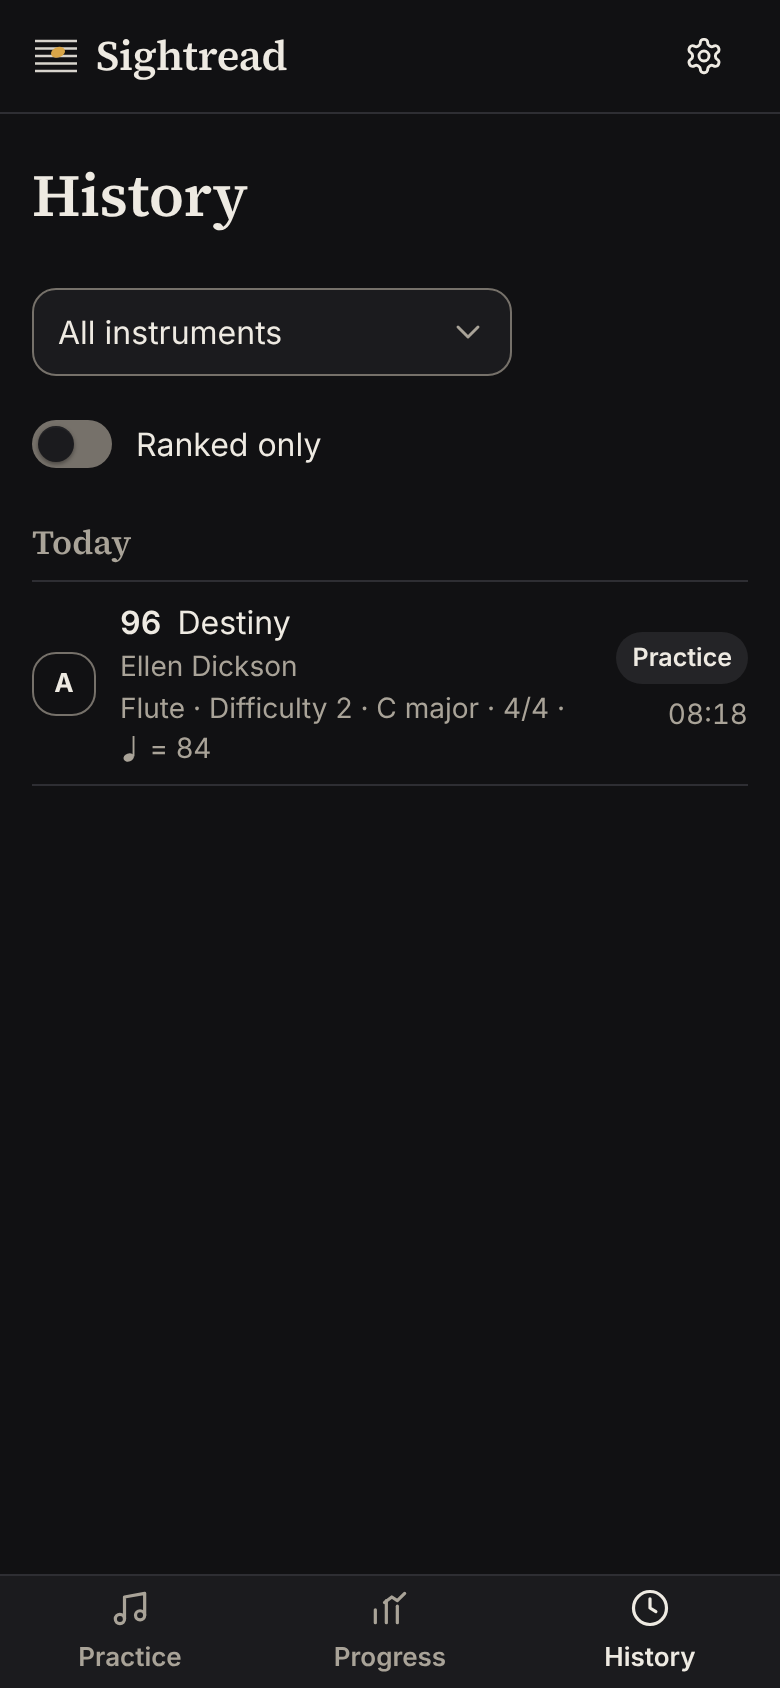 Sightread
History
All instruments
Ranked only
Today
A
96 Destiny
Ellen Dickson
Flute · Difficulty 2 · C major · 4/4 ·
♩ = 84
Practice
08:18
Practice
Progress
History